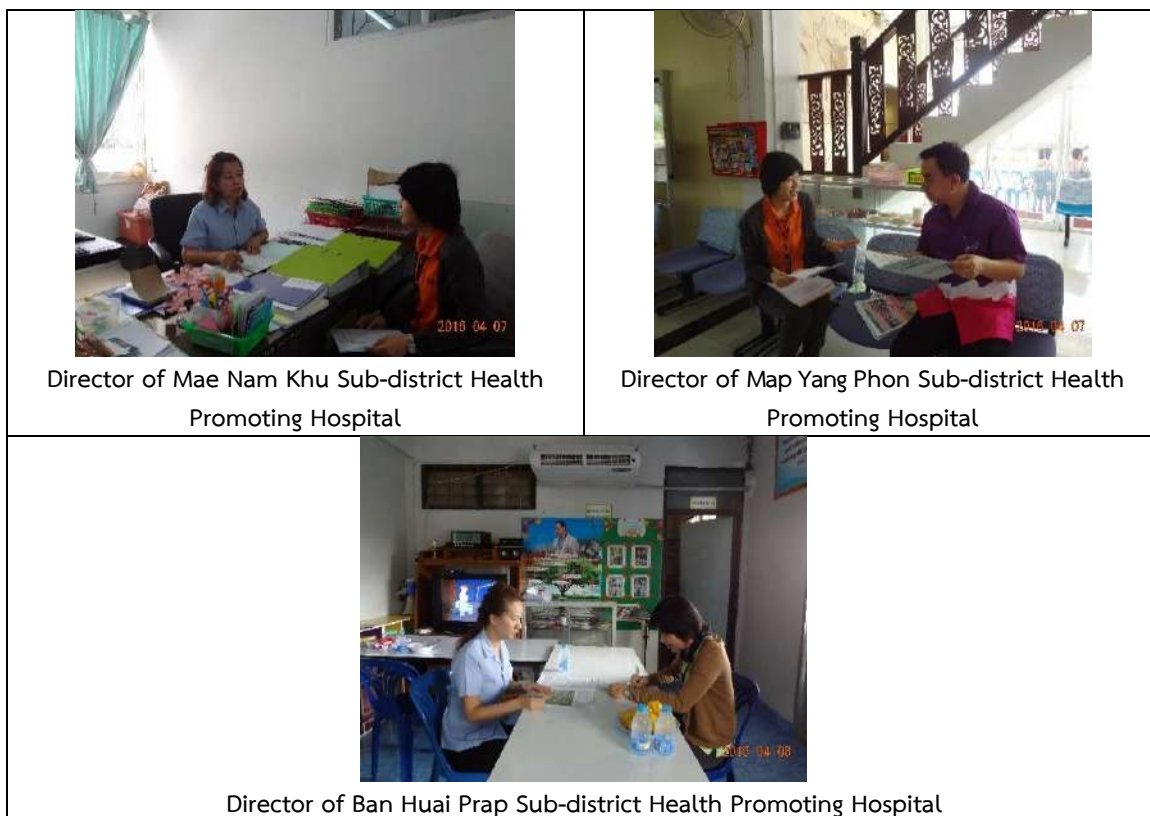 2016 04 07
2016 04 07
Director of Mae Nam Khu Sub-district Health
Promoting Hospital
Director of Map Yang Phon Sub-district Health
Promoting Hospital
2016 04 08
Director of Ban Huai Prap Sub-district Health Promoting Hospital